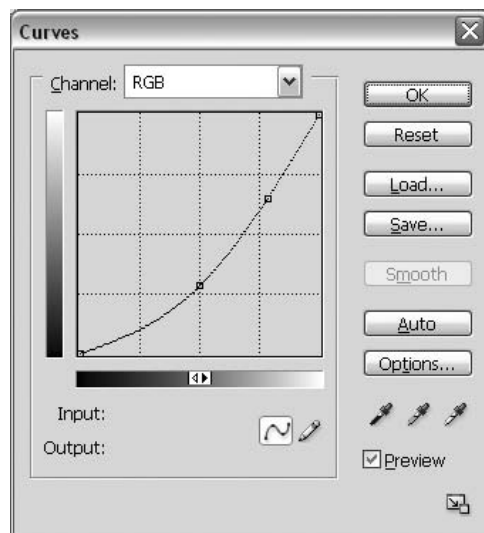 Curves
Channel: RGB
OK
Reset
Load...
Save...
Smooth
Auto
Options...
Input:
Output:
Preview